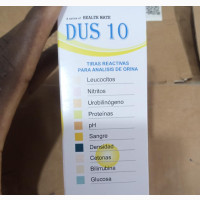 HEALTH MATE
DUS 10
TIRAS REACTIVAS
PARA ANALISIS DE ORINA
Leucocitos
Nitritos
Urobilinógeno
Proteínas
pH
Sangre
Densidad
Cetonas
Bilirrubina
Glucosa